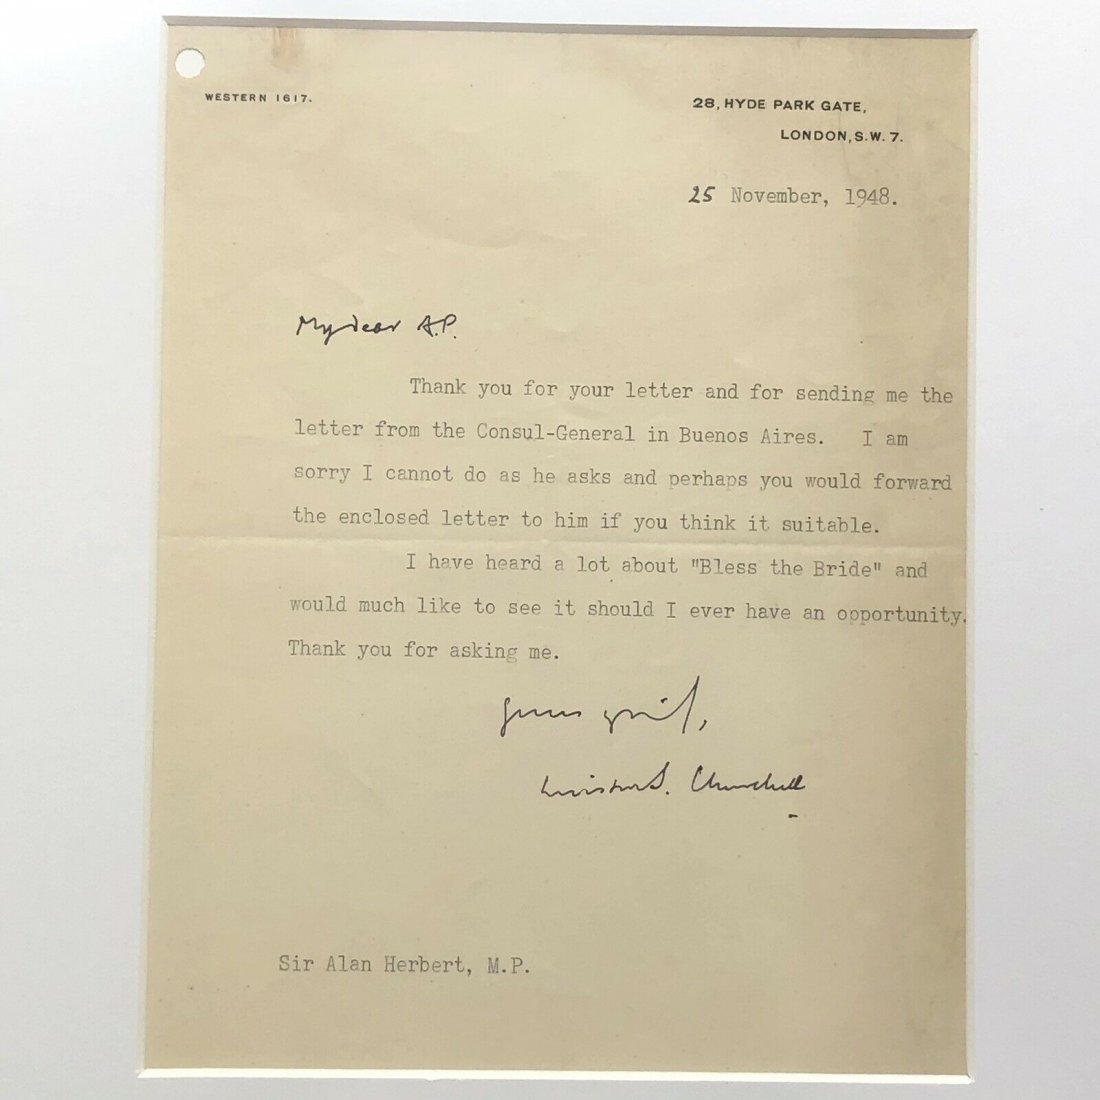 WESTERN 1617.
28, HYDE PARK GATE,
LONDON, S.W. 7.
25 November, 1948.
My dear A.P.
Thank you for your letter and for sending me the
letter from the Consul-General in Buenos Aires. I am
sorry I cannot do as he asks and perhaps you would forward
the enclosed letter to him if you think it suitable.
I have heard a lot about "Bless the Bride" and
would much like to see it should I ever have an opportunity.
Thank you for asking me.
Yours
Winston S. Churchill
Sir Alan Herbert, M.P.